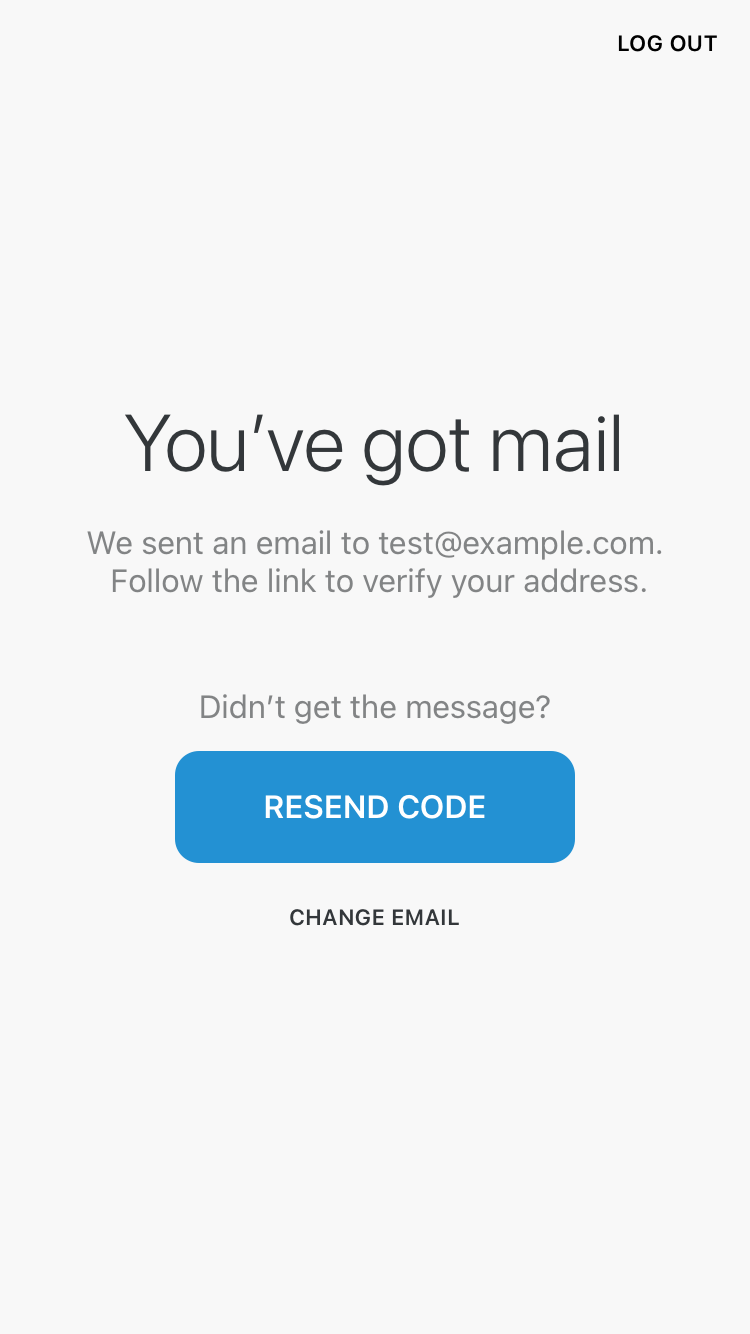 LOG OUT
You’ve got mail
We sent an email to test@example.com.
Follow the link to verify your address.
Didn’t get the message?
RESEND CODE
CHANGE EMAIL